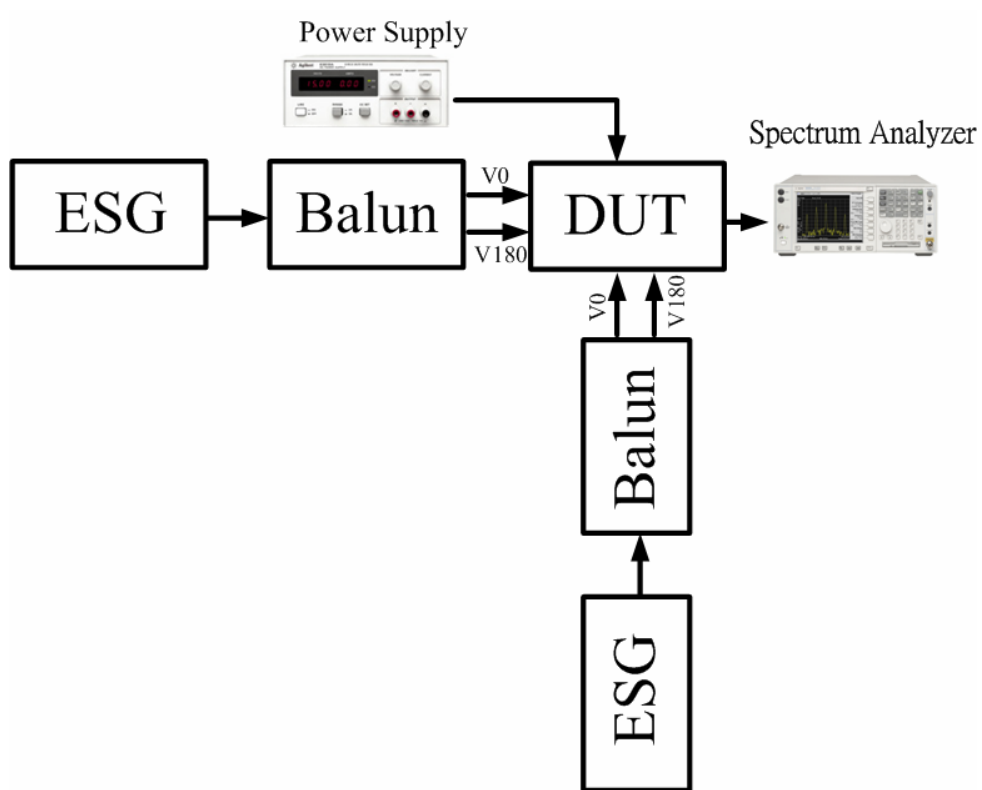 Power Supply
Spectrum Analyzer
ESG
Balun
V0
V180
DUT
V0
V180
Balun
ESG